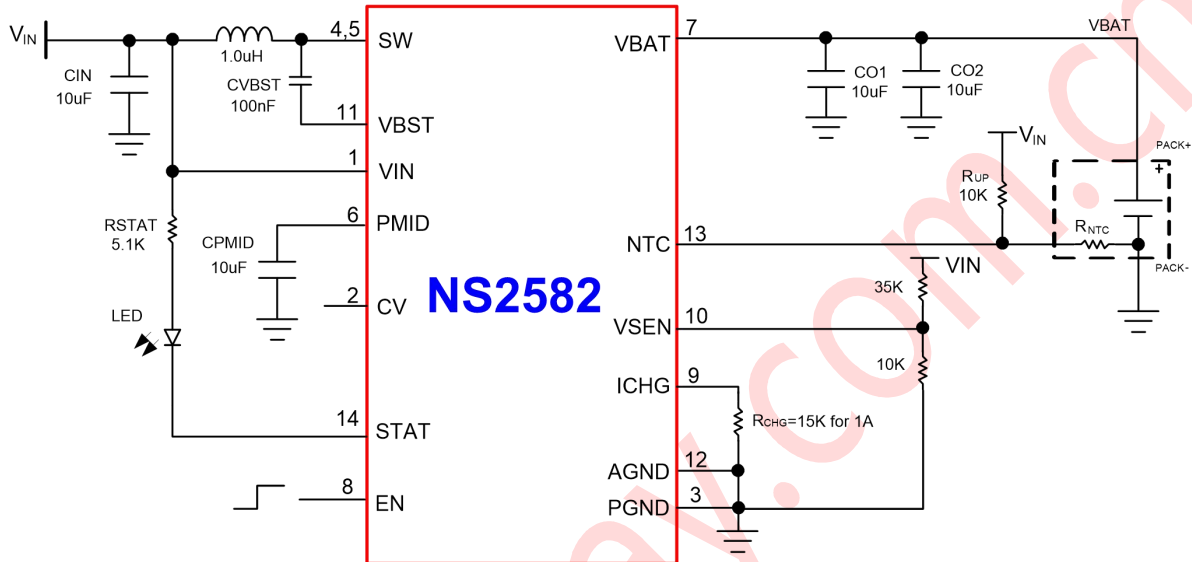 VIN
CIN
10uF
1.0uH
CVBST
100nF
4,5
SW
11
VBST
1
VIN
6
PMID
RSTAT
5.1K
CPMID
10uF
2
CV
LED
14
STAT
8
EN
NS2582
VBAT
7
VBAT
CO1
10uF
CO2
10uF
VIN
RUP
10K
PACK+
+
NTC
13
RNTC
PACK-
VIN
35K
VSEN
10
10K
ICHG
9
RCHG=15K for 1A
AGND
12
PGND
3